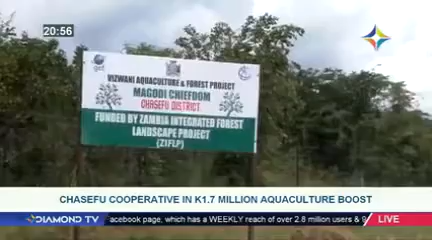 20:56
gef
VIZWANI AQUACULTURE & FOREST PROJECT
MAGODI CHIEFDOM
CHASEFU DISTRICT
FUNDED BY ZAMBIA INTEGRATED FOREST
LANDSCAPE PROJECT
(ZIFLP)
CHASEFU COOPERATIVE IN K1.7 MILLION AQUACULTURE BOOST
DIAMOND TV
acebook page, which has a WEEKLY reach of over 2.8 million users & 9
LIVE